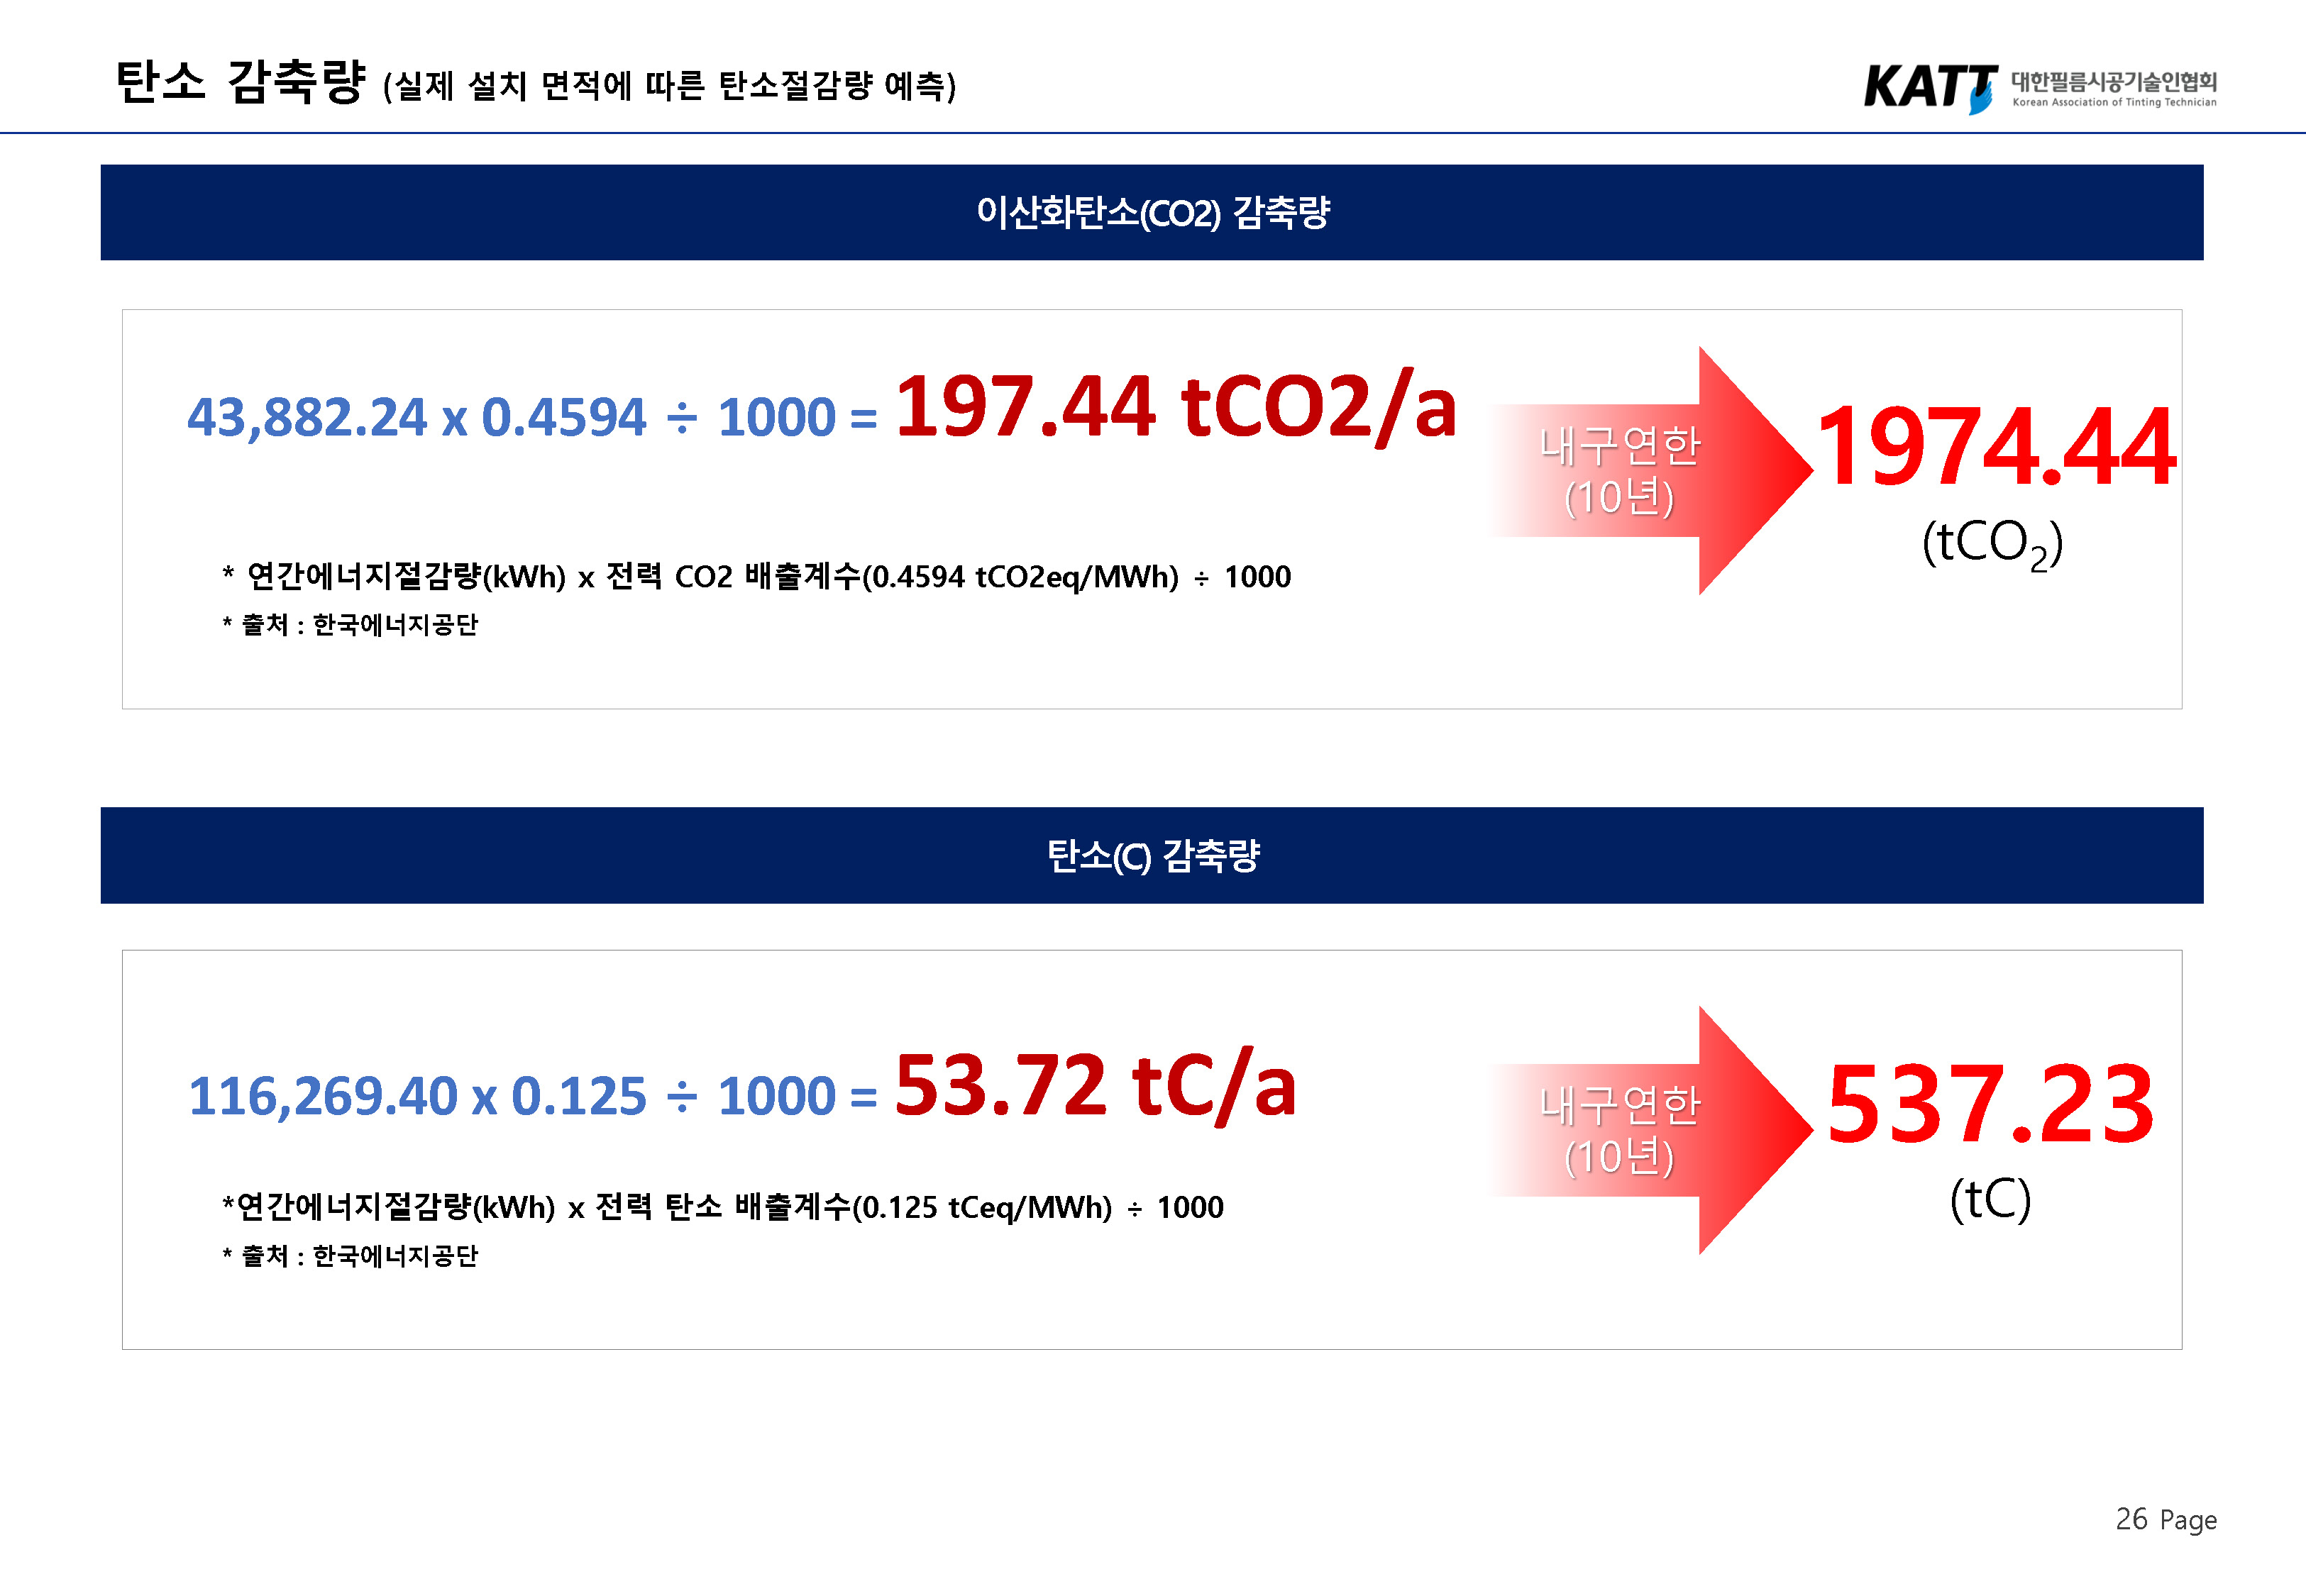 탄소 감축량 (실제 설치 면적에 따른 탄소절감량 예측)
KATT 대한필름시공기술인협회
Korean Association of Tinting Technician
이산화탄소(CO2) 감축량
43,882.24 x 0.4594 ÷ 1000 = 197.44 tCO2/a
내구연한
(10년)
1974.44
(tCO₂)
* 연간에너지절감량(kWh) x 전력 CO2 배출계수(0.4594 tCO2eq/MWh) ÷ 1000
* 출처 : 한국에너지공단
탄소(C) 감축량
116,269.40 x 0.125 ÷ 1000 = 53.72 tC/a
내구연한
(10년)
537.23
(tC)
*연간에너지절감량(kWh) x 전력 탄소 배출계수(0.125 tCeq/MWh) ÷ 1000
* 출처 : 한국에너지공단
26 Page